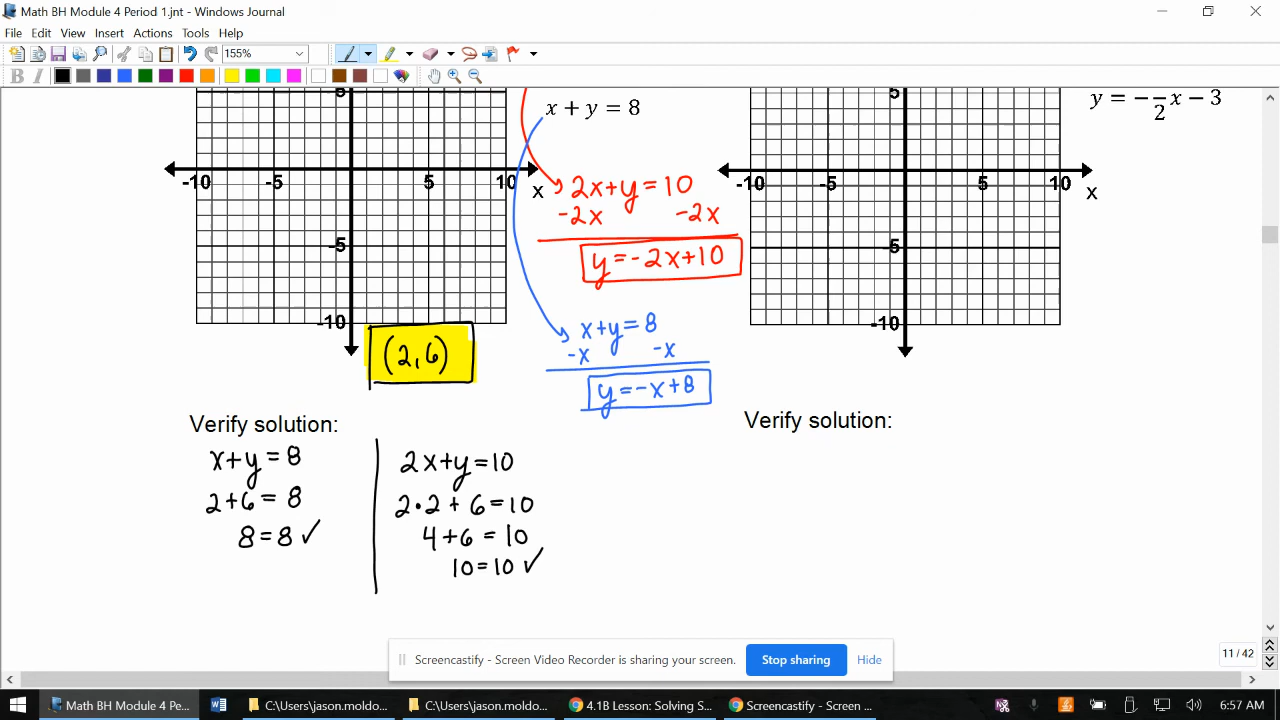 Math BH Module 4 Period 1.jnt - Windows Journal
File Edit View Insert Actions Tools Help
155%
B I
5
-10 -5 5 10 x
-5
-10
x + y = 8
2x+y=10
-2x -2x
y=-2x+10
x+y=8
-x -x
y=-x+8
(2,6)
Verify solution:
x+y=8
2+6=8
8=8✓
2x+y=10
2•2+6=10
4+6=10
10=10✓
5
-10 -5 5 10 x
-5
-10
y = -‾/2 x - 3
Verify solution:
11 / 42
Screencastify - Screen Video Recorder is sharing your screen. Stop sharing Hide
Math BH Module 4 Pe... C:\Users\jason.moldo... C:\Users\jason.moldo... 4.1B Lesson: Solving S... Screencastify - Screen ... 6:57 AM